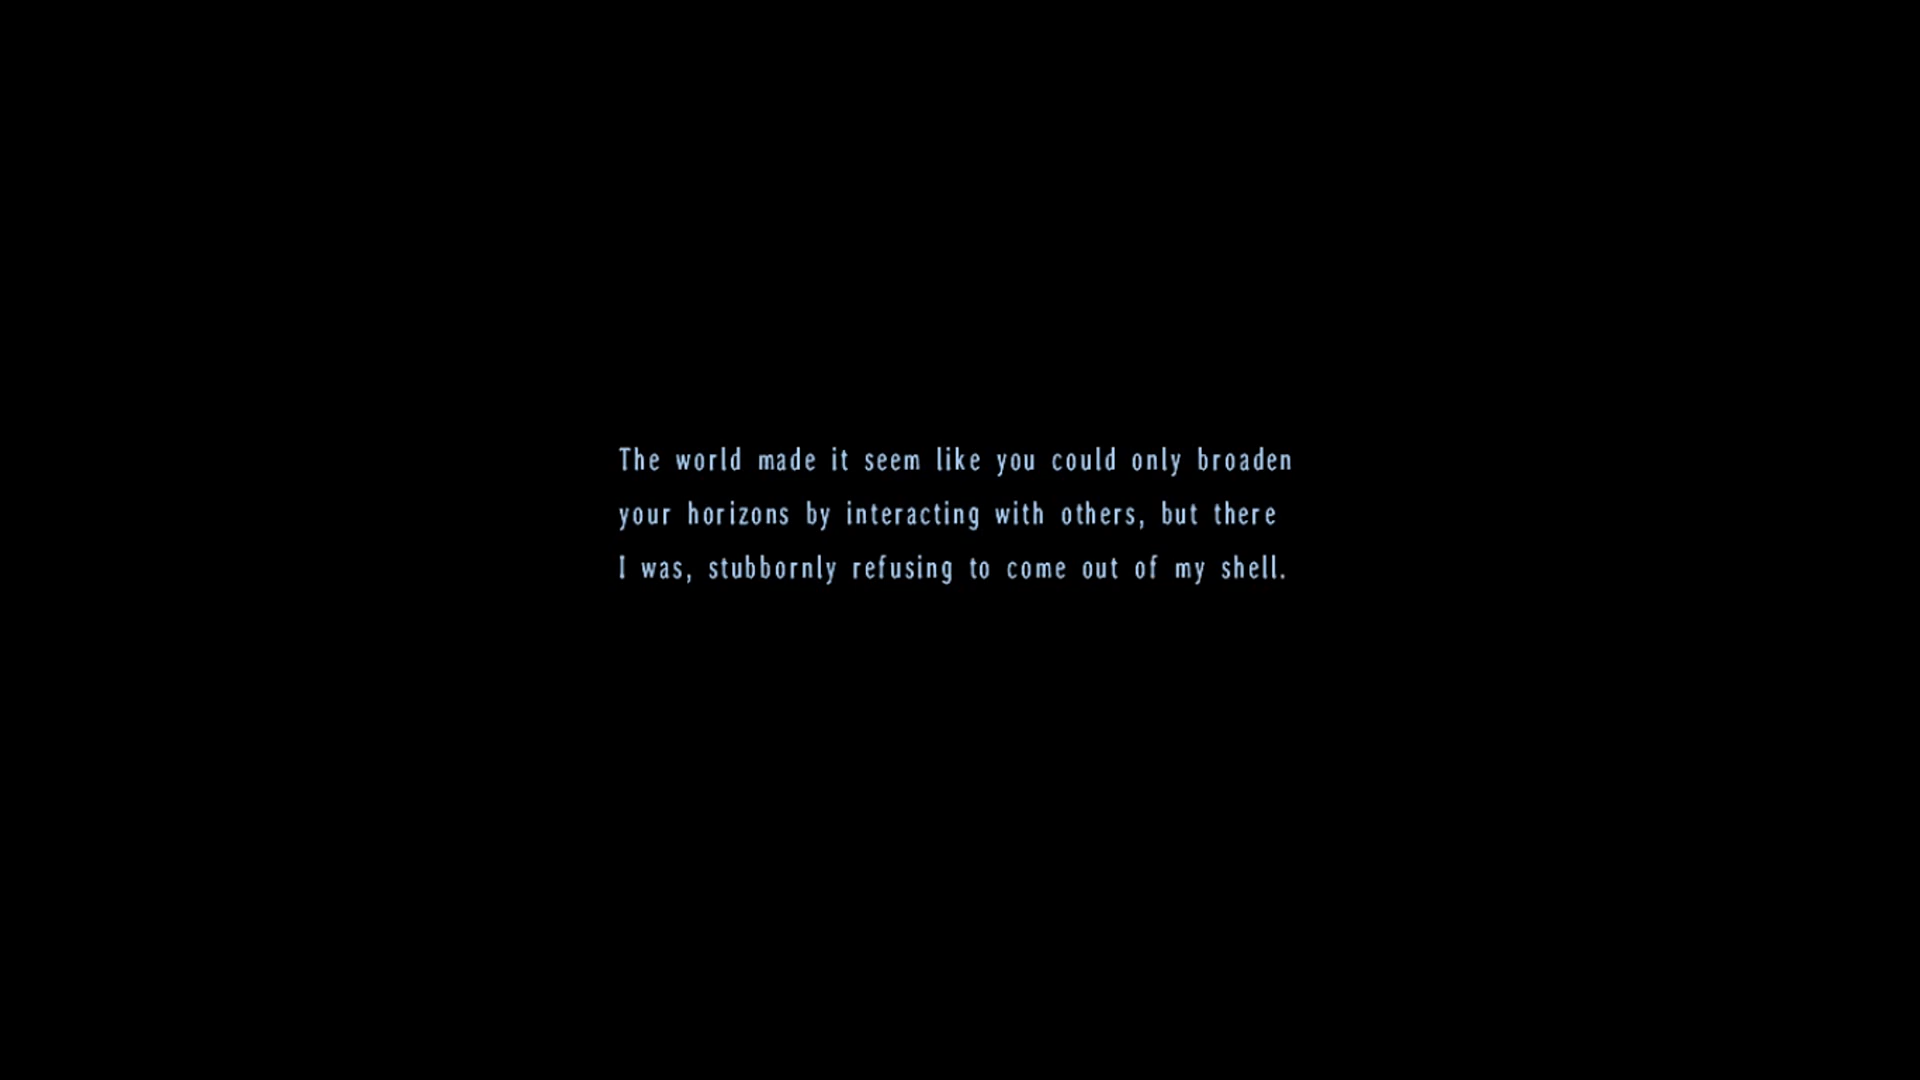 The world made it seem like you could only broaden
your horizons by interacting with others, but there
I was, stubbornly refusing to come out of my shell.